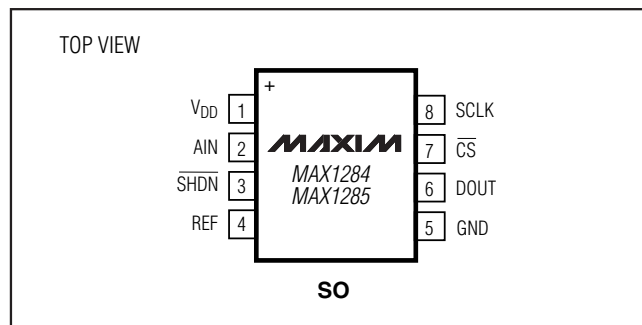 TOP VIEW
+
VDD 1
AIN 2
SHDN 3
REF 4
MAXIM
MAX1284
MAX1285
8 SCLK
7 CS
6 DOUT
5 GND
SO